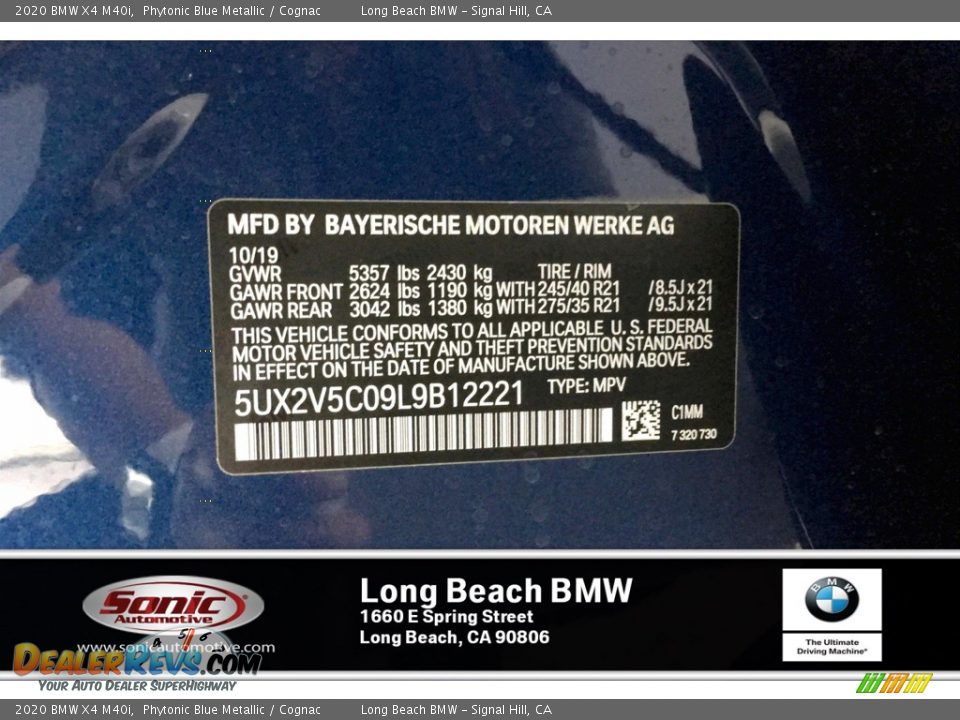 2020 BMW X4 M40i, Phytonic Blue Metallic / Cognac Long Beach BMW - Signal Hill, CA
MFD BY BAYERISCHE MOTOREN WERKE AG
10/19
GVWR 5357 lbs 2430 kg TIRE / RIM
GAWR FRONT 2624 lbs 1190 kg WITH 245/40 R21 / 8.5J x 21
GAWR REAR 3042 lbs 1380 kg WITH 275/35 R21 / 9.5J x 21
THIS VEHICLE CONFORMS TO ALL APPLICABLE U. S. FEDERAL
MOTOR VEHICLE SAFETY AND THEFT PREVENTION STANDARDS
IN EFFECT ON THE DATE OF MANUFACTURE SHOWN ABOVE.
5UX2V5C09L9B12221 TYPE: MPV
C1MM
7 320 730
Sonic
Automotive
www.sonicautomotive.com
Long Beach BMW
1660 E Spring Street
Long Beach, CA 90806
BMW
The Ultimate
Driving Machine®
4 5 6
DEALERREVS.COM
YOUR AUTO DEALER SUPERHIGHWAY
2020 BMW X4 M40i, Phytonic Blue Metallic / Cognac Long Beach BMW - Signal Hill, CA